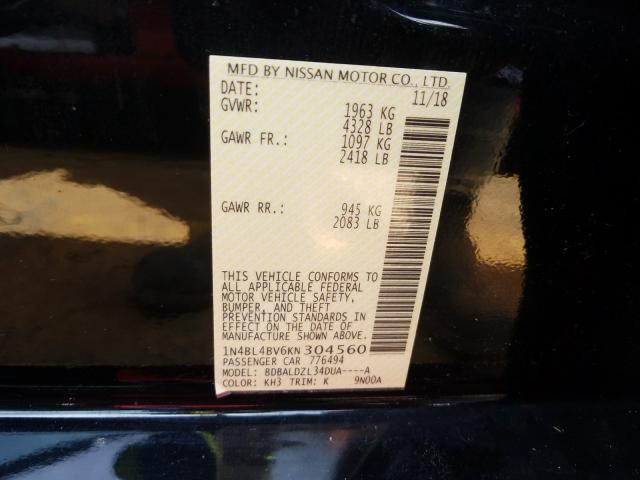 MFD BY NISSAN MOTOR CO., LTD.
DATE: 11/18
GVWR: 1963 KG
4328 LB
GAWR FR.: 1097 KG
2418 LB
GAWR RR.: 945 KG
2083 LB
THIS VEHICLE CONFORMS TO
ALL APPLICABLE FEDERAL
MOTOR VEHICLE SAFETY,
BUMPER, AND THEFT
PREVENTION STANDARDS IN
EFFECT ON THE DATE OF
MANUFACTURE SHOWN ABOVE.
1N4BL4BV6KN304560
PASSENGER CAR 776494
MODEL: BDBALDZL34DUA----A
COLOR: KH3 TRIM: K 9N00A